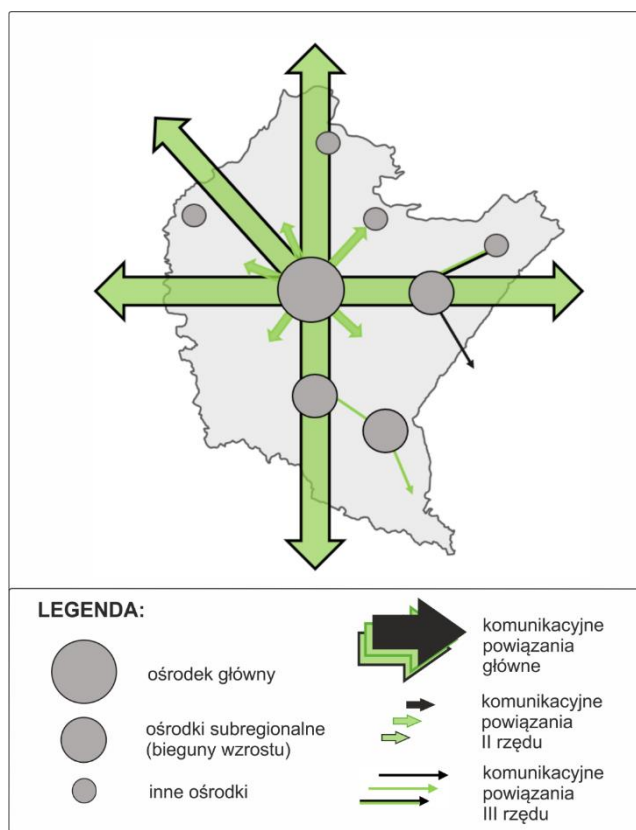 LEGENDA:
ośrodek główny
ośrodki subregionalne
(bieguny wzrostu)
inne ośrodki
komunikacyjne
powiązania
główne
komunikacyjne
powiązania
II rzędu
komunikacyjne
powiązania
III rzędu